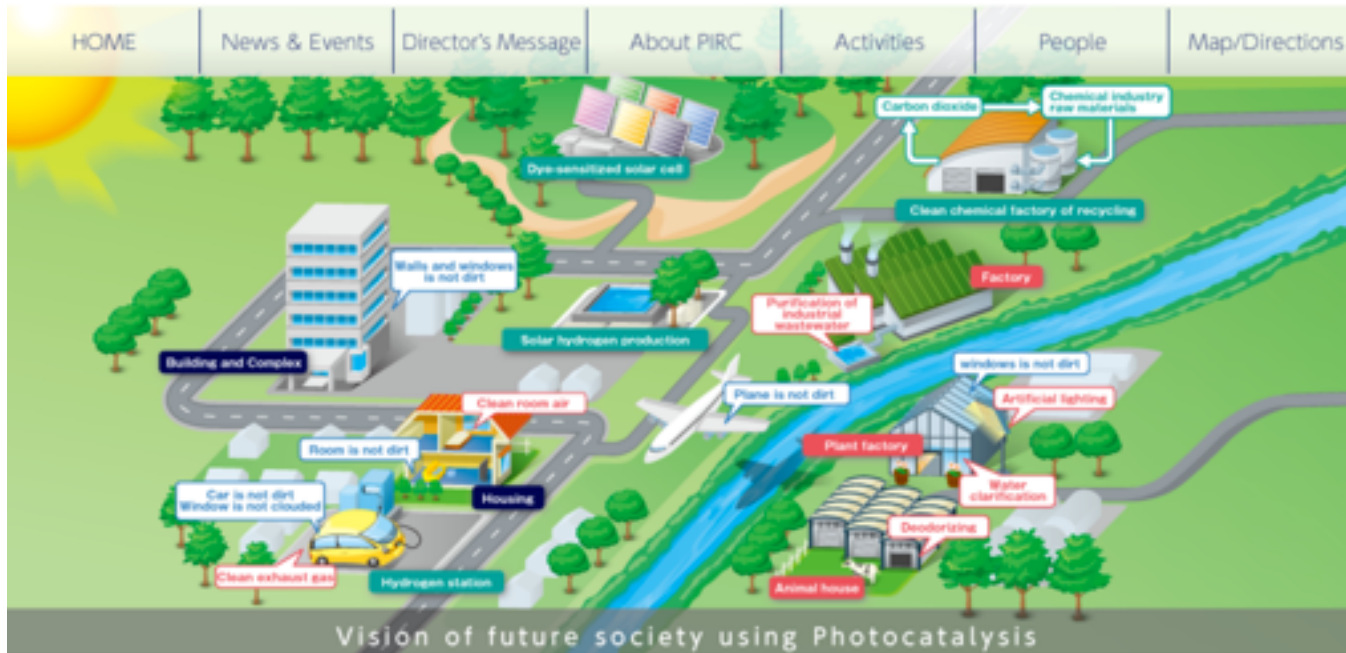 HOME
News & Events
Director's Message
About PIRC
Activities
People
Map/Directions
Carbon dioxide
Chemical industry
raw materials
Dye-sensitized solar cell
Clean chemical factory of recycling
Walls and windows
is not dirt
Factory
Purification of
industrial
wastewater
Solar hydrogen production
Building and Complex
windows is not dirt
Plane is not dirt
Artificial lighting
Clean room air
Room is not dirt
Plant factory
Water
clarification
Car is not dirt
Window is not clouded
Housing
Deodorizing
Clean exhaust gas
Hydrogen station
Animal house
Vision of future society using Photocatalysis